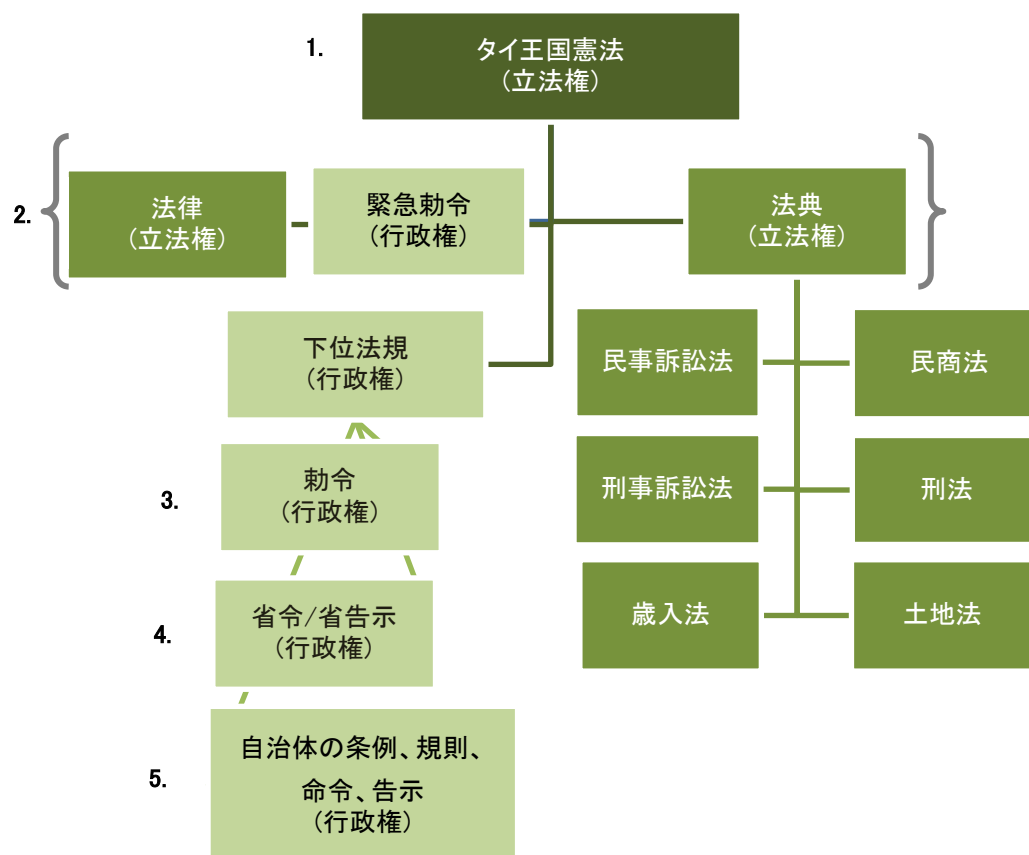 1.
タイ王国憲法
(立法権)
2.
法律
(立法権)
緊急勅令
(行政権)
法典
(立法権)
下位法規
(行政権)
民事訴訟法
民商法
3.
勅令
(行政権)
刑事訴訟法
刑法
4.
省令/省告示
(行政権)
歳入法
土地法
5.
自治体の条例、規則、
命令、告示
(行政権)